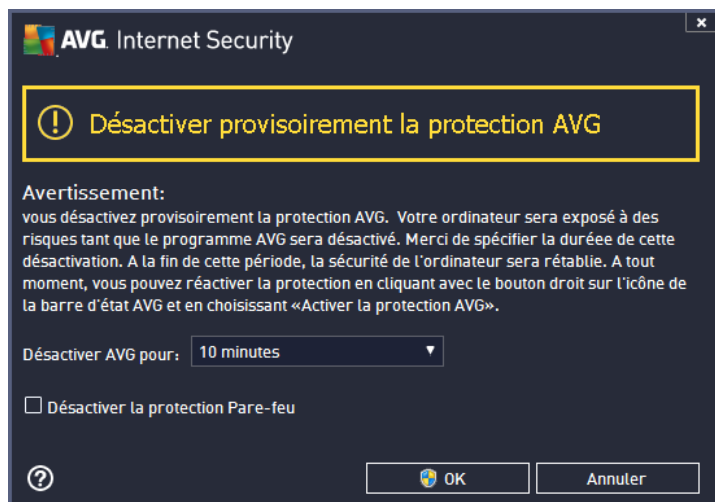 AVG. Internet Security
Désactiver provisoirement la protection AVG
Avertissement:
vous désactivez provisoirement la protection AVG. Votre ordinateur sera exposé à des
risques tant que le programme AVG sera désactivé. Merci de spécifier la duréee de cette
désactivation. A la fin de cette période, la sécurité de l'ordinateur sera rétablie. A tout
moment, vous pouvez réactiver la protection en cliquant avec le bouton droit sur l'icône de
la barre d'état AVG et en choisissant «Activer la protection AVG».
Désactiver AVG pour: 10 minutes
Désactiver la protection Pare-feu
OK Annuler